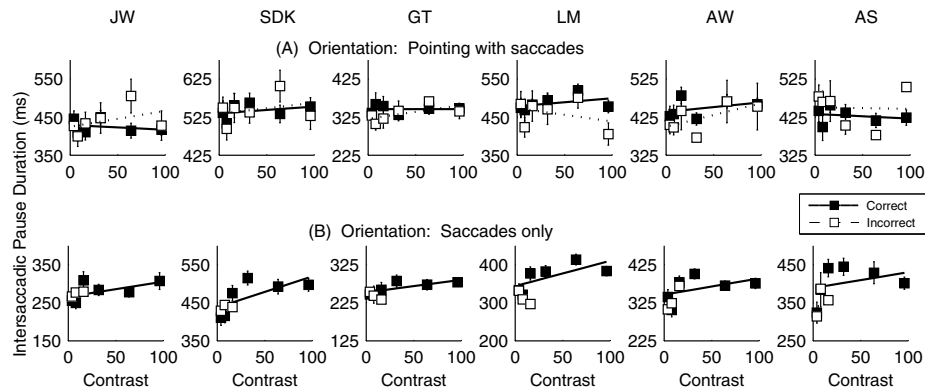 JW SDK GT LM AW AS
(A) Orientation: Pointing with saccades
550 625 425 550 525 525
450 525 325 450 425 425
350 425 225 350 325 325
0 50 100 0 50 100 0 50 100 0 50 100 0 50 100 0 50 100
Correct
Incorrect
(B) Orientation: Saccades only
350 550 325 400 425 450
250 450 225 300 325 350
150 350 125 200 225 250
0 50 100 0 50 100 0 50 100 0 50 100 0 50 100 0 50 100
Contrast Contrast Contrast Contrast Contrast Contrast
Intersaccadic Pause Duration (ms)